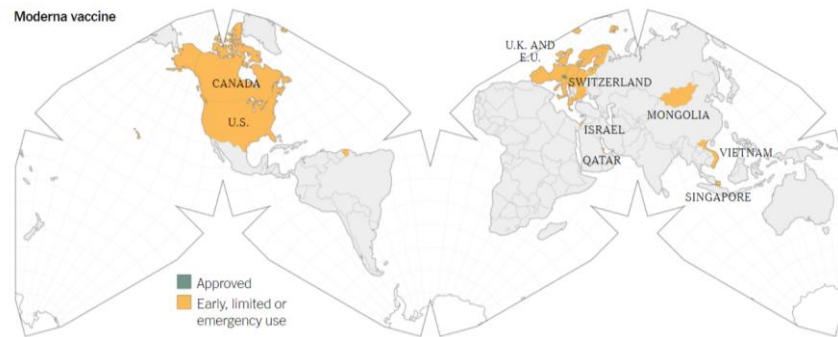 Moderna vaccine
CANADA
U.S.
U.K. AND
E.U.
SWITZERLAND
MONGOLIA
ISRAEL
QATAR
VIETNAM
SINGAPORE
Approved
Early, limited or
emergency use